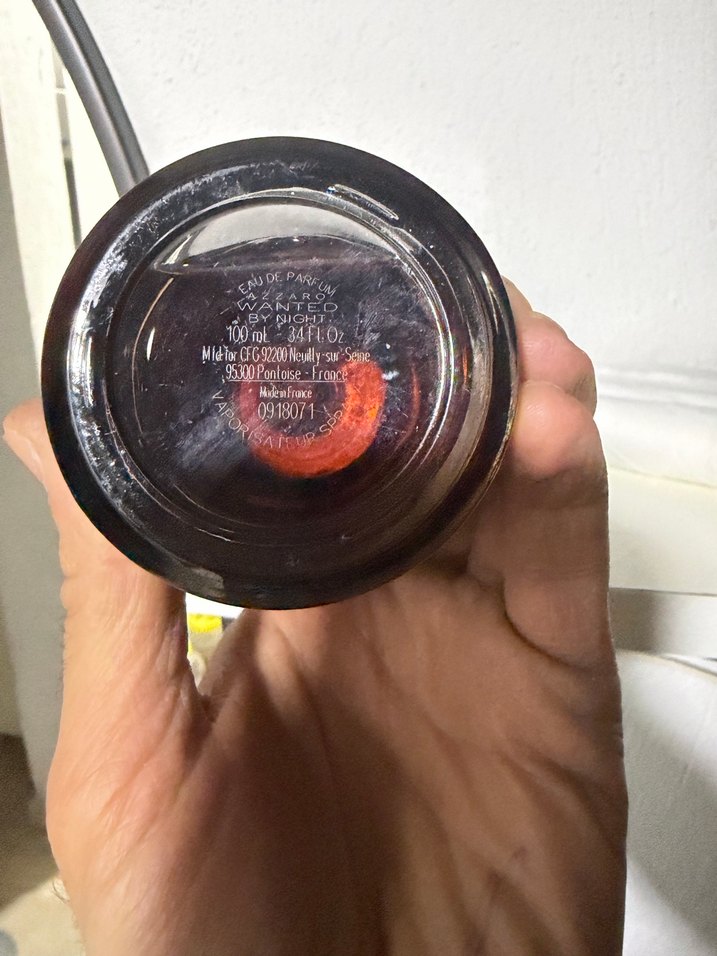 EAU DE PARFUM
AZZARO
WANTED
BY NIGHT
100 ml 3.4 Fl. Oz
Mfd for CFG 92200 Neuilly-sur-Seine
95300 Pontoise - France
Made in France
0918071
VAPORISATEUR